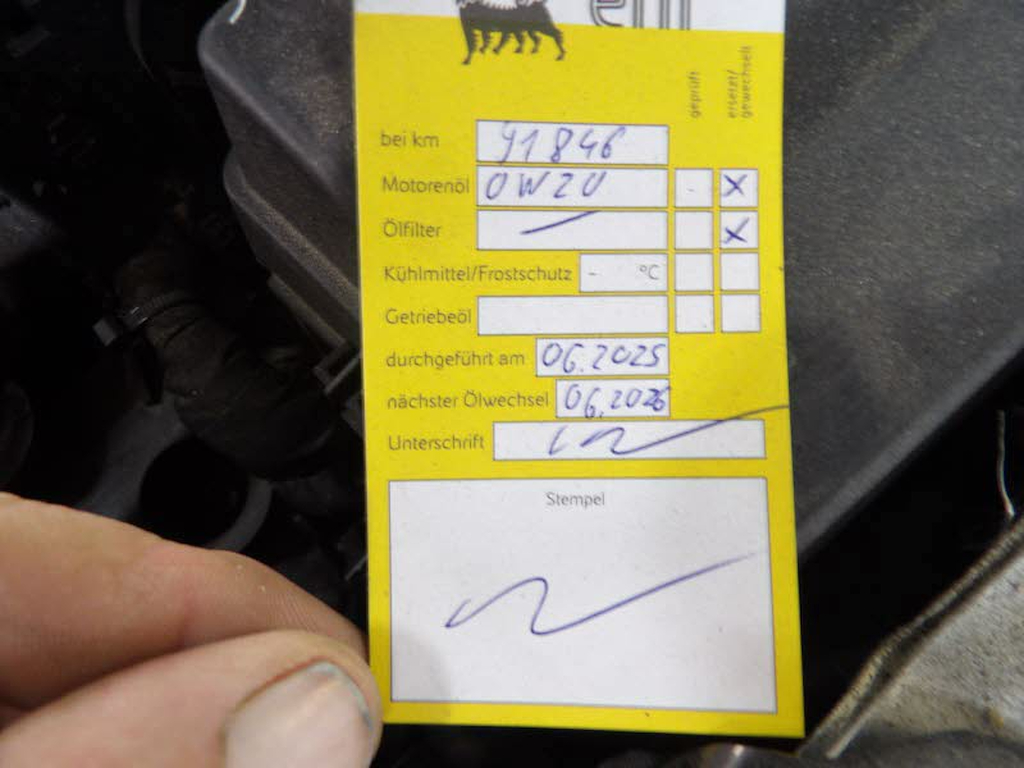 eni
geprüft
ersetzt/
gewechselt
bei km 91846
Motorenöl 0W20 - X
Ölfilter — X
Kühlmittel/Frostschutz - °C
Getriebeöl
durchgeführt am 06.2025
nächster Ölwechsel 06.2026
Unterschrift
Stempel